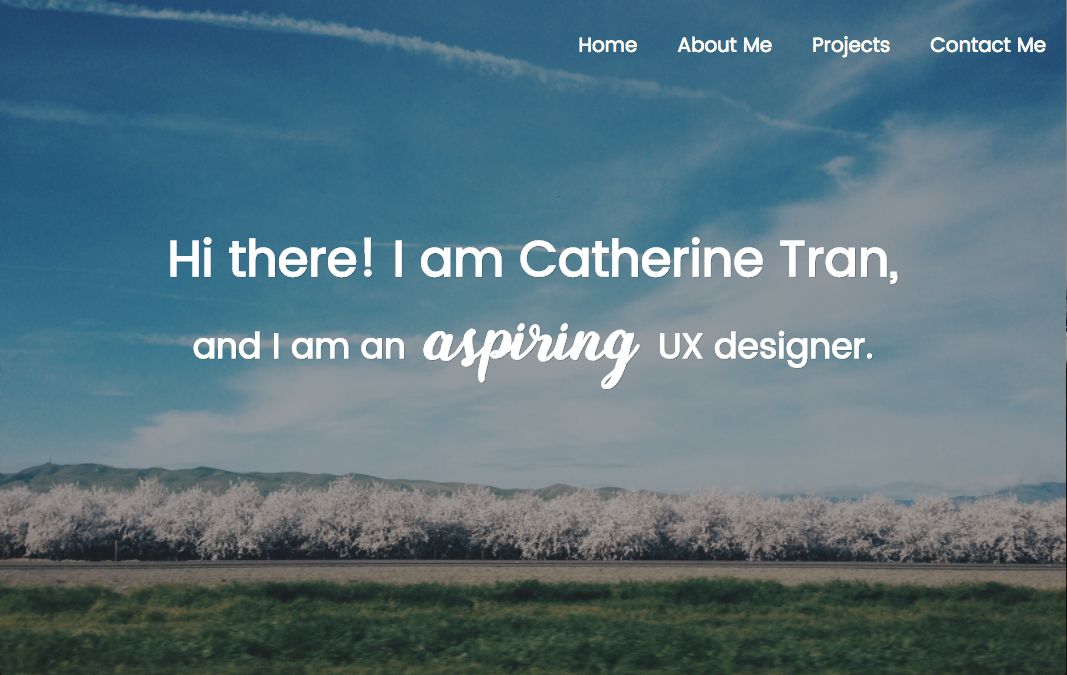 Home About Me Projects Contact Me
Hi there! I am Catherine Tran,
and I am an aspiring UX designer.